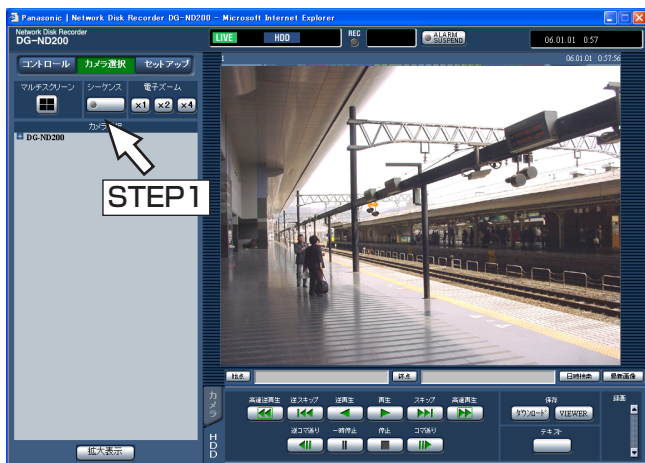 Panasonic | Network Disk Recorder DG-ND200 - Microsoft Internet Explorer
Network Disk Recorder
DG-ND200
LIVE HDD REC ALARM SUSPEND 06.01.01 0:57
コントロール カメラ選択 セットアップ
マルチスクリーン シーケンス 電子ズーム
×1 ×2 ×4
DG-ND200
STEP1
1 06.01.01 0:57:56
始点 終点 日時検索 最新画像
カメラ
HDD
高速逆再生 逆スキップ 逆再生 再生 スキップ 高速再生
逆コマ送り 一時停止 停止 コマ送り
保存
ダウンロード VIEWER
テキスト
録画
拡大表示